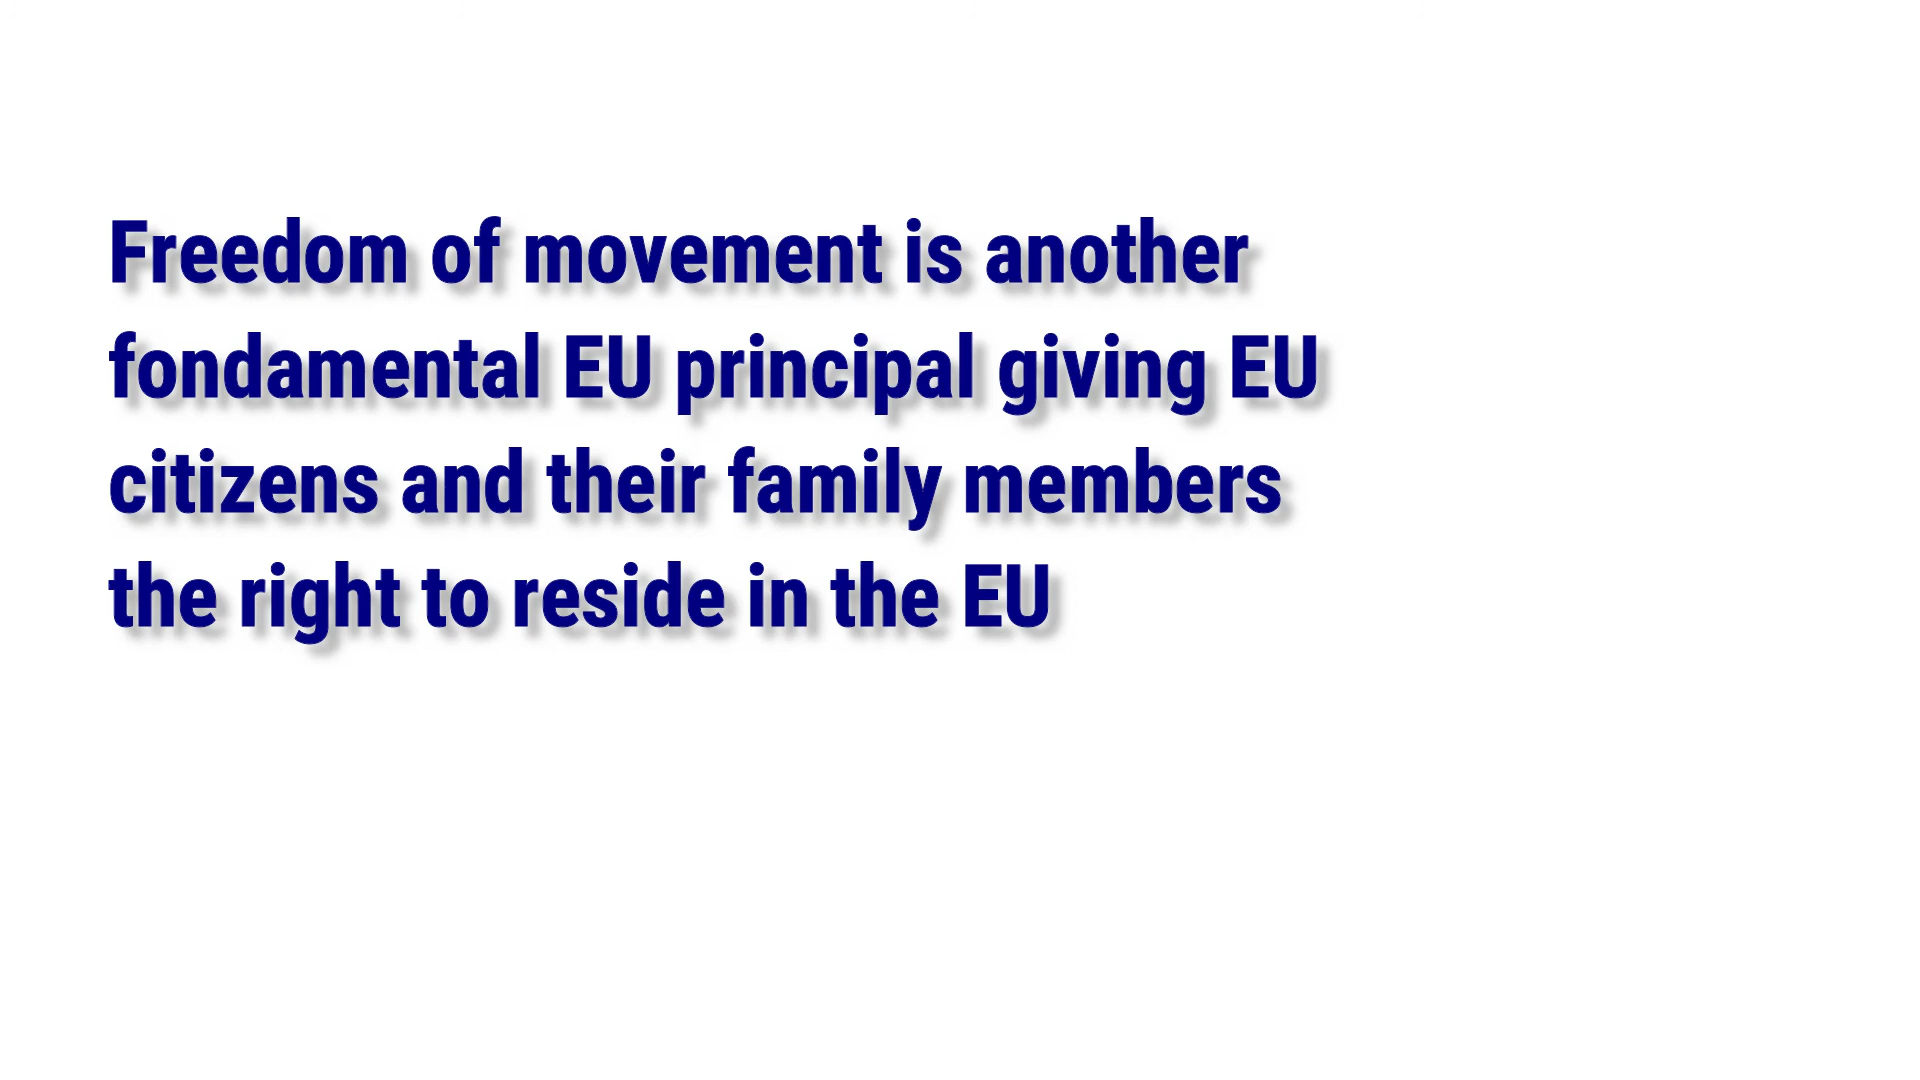 Freedom of movement is another
fondamental EU principal giving EU
citizens and their family members
the right to reside in the EU